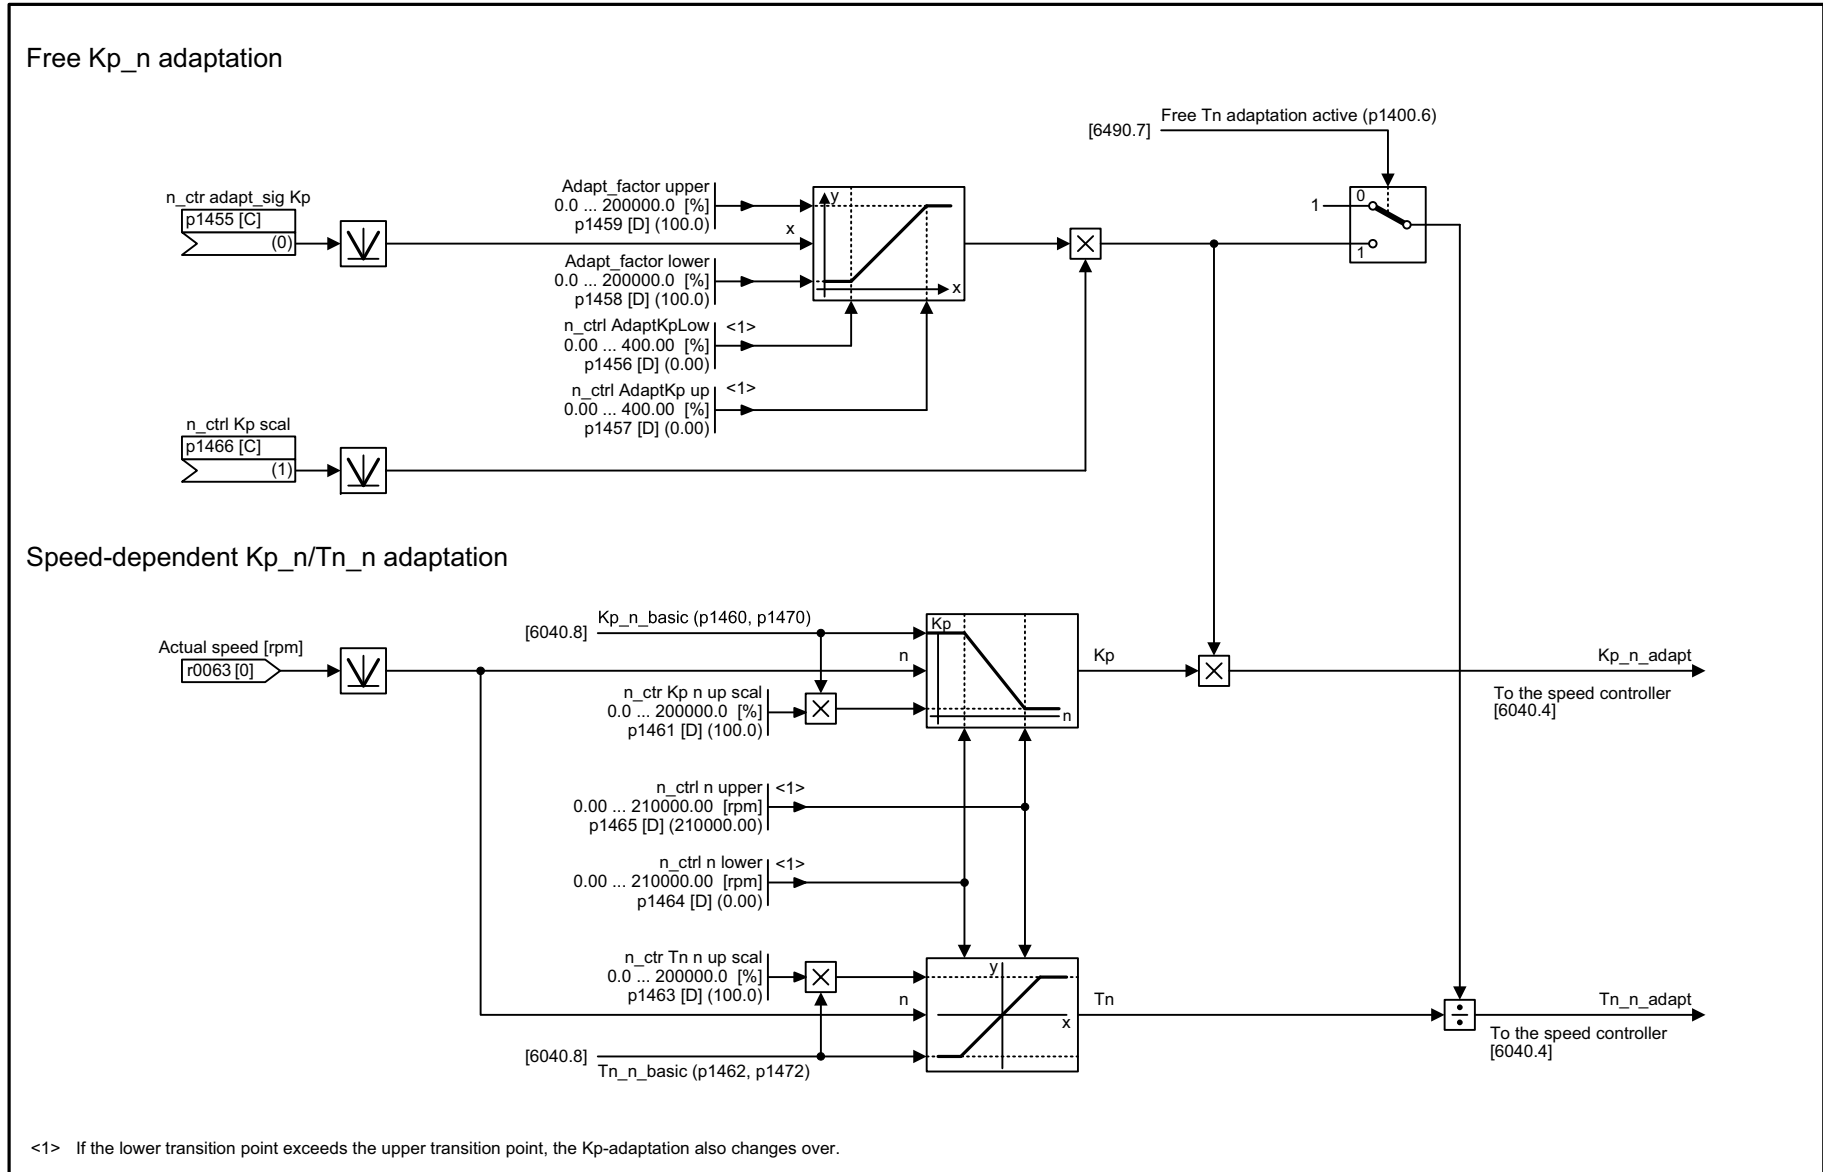 Free Kp_n adaptation
Free Tn adaptation active (p1400.6)
[6490.7]
n_ctr adapt_sig Kp
p1455 [C]
(0)
Adapt_factor upper
0.0 ... 200000.0 [%]
p1459 [D] (100.0)
x
Adapt_factor lower
0.0 ... 200000.0 [%]
p1458 [D] (100.0)
y
x
0
1
1
n_ctrl AdaptKpLow <1>
0.00 ... 400.00 [%]
p1456 [D] (0.00)
n_ctrl AdaptKp up <1>
0.00 ... 400.00 [%]
p1457 [D] (0.00)
n_ctrl Kp scal
p1466 [C]
(1)
Speed-dependent Kp_n/Tn_n adaptation
[6040.8]
Kp_n_basic (p1460, p1470)
Actual speed [rpm]
r0063 [0]
n
Kp
n
Kp
Kp_n_adapt
To the speed controller
[6040.4]
n_ctr Kp n up scal
0.0 ... 200000.0 [%]
p1461 [D] (100.0)
n_ctrl n upper <1>
0.00 ... 210000.00 [rpm]
p1465 [D] (210000.00)
n_ctrl n lower <1>
0.00 ... 210000.00 [rpm]
p1464 [D] (0.00)
n_ctr Tn n up scal
0.0 ... 200000.0 [%]
p1463 [D] (100.0)
n
y
x
Tn
Tn_n_adapt
To the speed controller
[6040.4]
[6040.8]
Tn_n_basic (p1462, p1472)
<1> If the lower transition point exceeds the upper transition point, the Kp-adaptation also changes over.